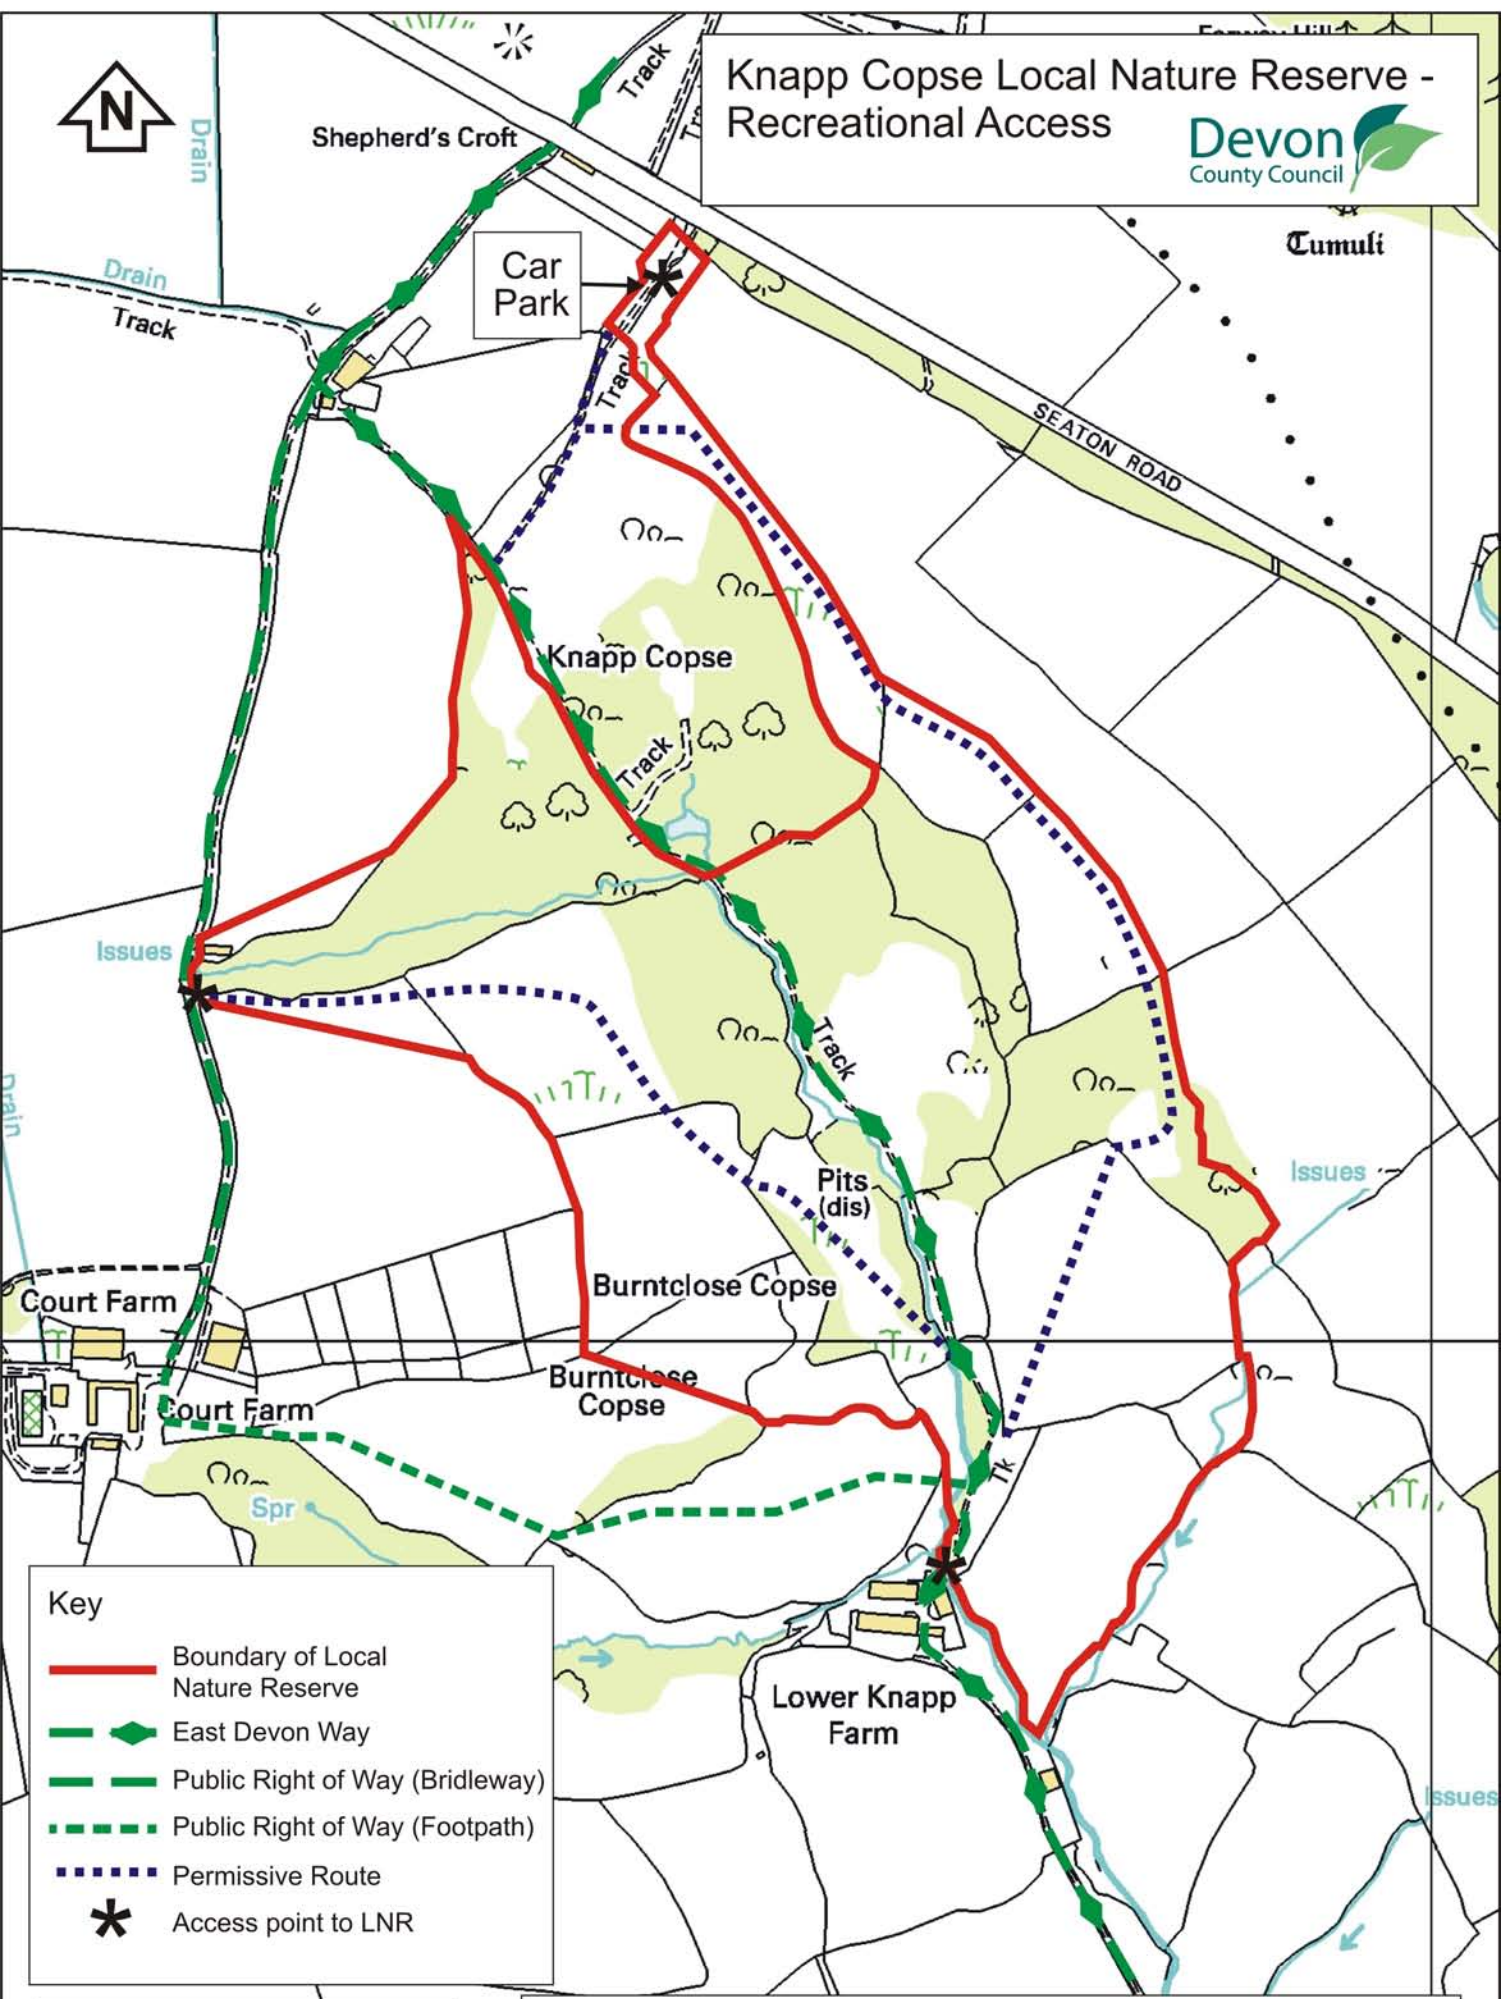 Knapp Copse Local Nature Reserve -
Recreational Access
Devon
County Council
N
Track
Shepherd's Croft
Drain
Tumuli
Car
Park
Drain
Track
Track
SEATON ROAD
Knapp Copse
Track
Issues
Track
Drain
Pits
(dis)
Issues
Burntclose Copse
Court Farm
Burntclose
Copse
Court Farm
Tk
Spr
Lower Knapp
Farm
Issues
Key
Boundary of Local
Nature Reserve
East Devon Way
Public Right of Way (Bridleway)
Public Right of Way (Footpath)
Permissive Route
Access point to LNR